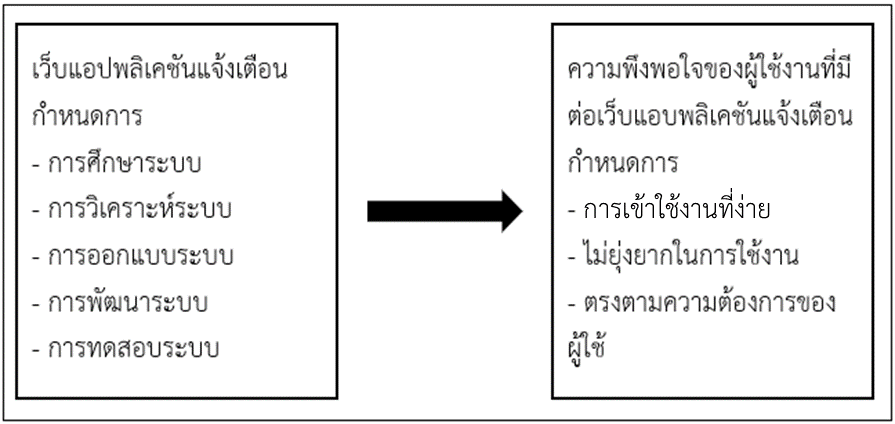 เว็บแอปพลิเคชันแจ้งเตือน
กำหนดการ
- การศึกษาระบบ
- การวิเคราะห์ระบบ
- การออกแบบระบบ
- การพัฒนาระบบ
- การทดสอบระบบ
ความพึงพอใจของผู้ใช้งานที่มี
ต่อเว็บแอบพลิเคชันแจ้งเตือน
กำหนดการ
- การเข้าใช้งานที่ง่าย
- ไม่ยุ่งยากในการใช้งาน
- ตรงตามความต้องการของ
ผู้ใช้